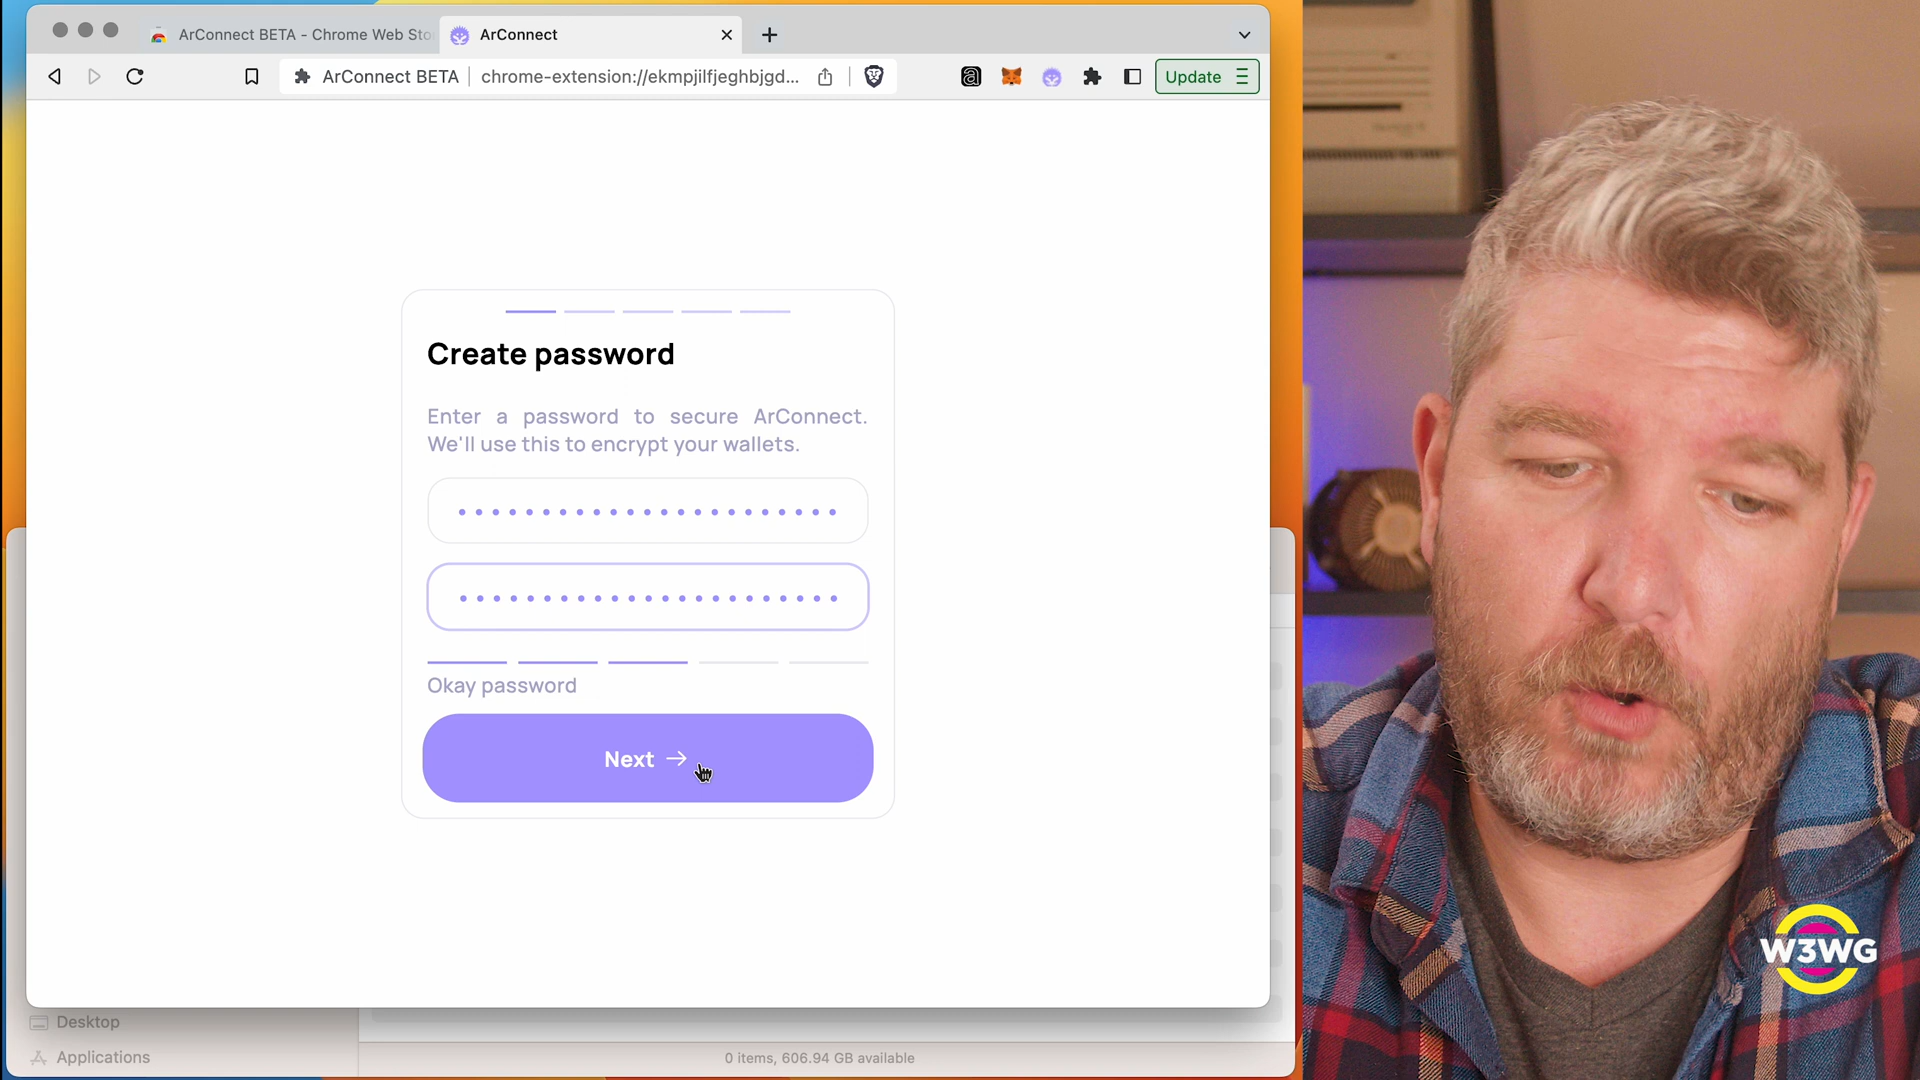 ArConnect BETA - Chrome Web Sto
ArConnect
ArConnect BETA
chrome-extension://ekmpjilfjeghbjgd...
Update
Create password
Enter a password to secure ArConnect.
We'll use this to encrypt your wallets.
Okay password
Next →
W3WG
Desktop
Applications
0 items, 606.94 GB available